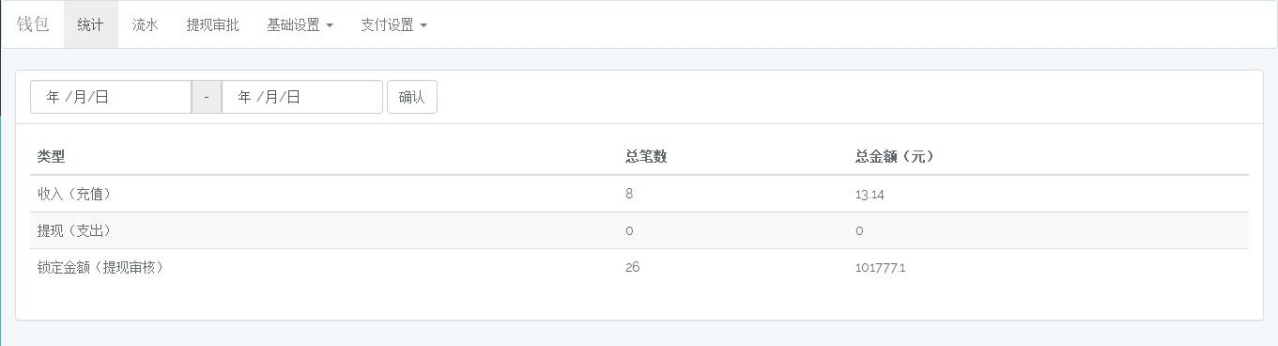 钱包 统计 流水 提现审批 基础设置 支付设置
年 /月/日 - 年 /月/日 确认
类型 总笔数 总金额（元）
收入（充值） 8 13.14
提现（支出） 0 0
锁定金额（提现审核） 26 101777.1